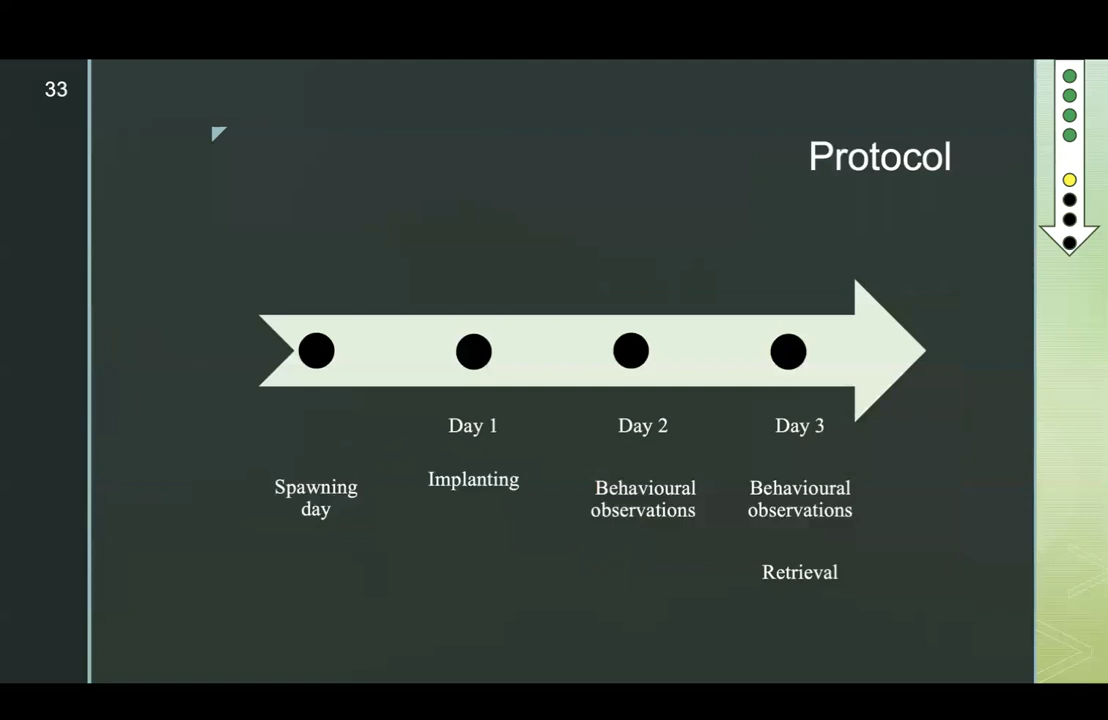 33
Protocol
Day 1
Day 2
Day 3
Spawning
day
Implanting
Behavioural
observations
Behavioural
observations
Retrieval